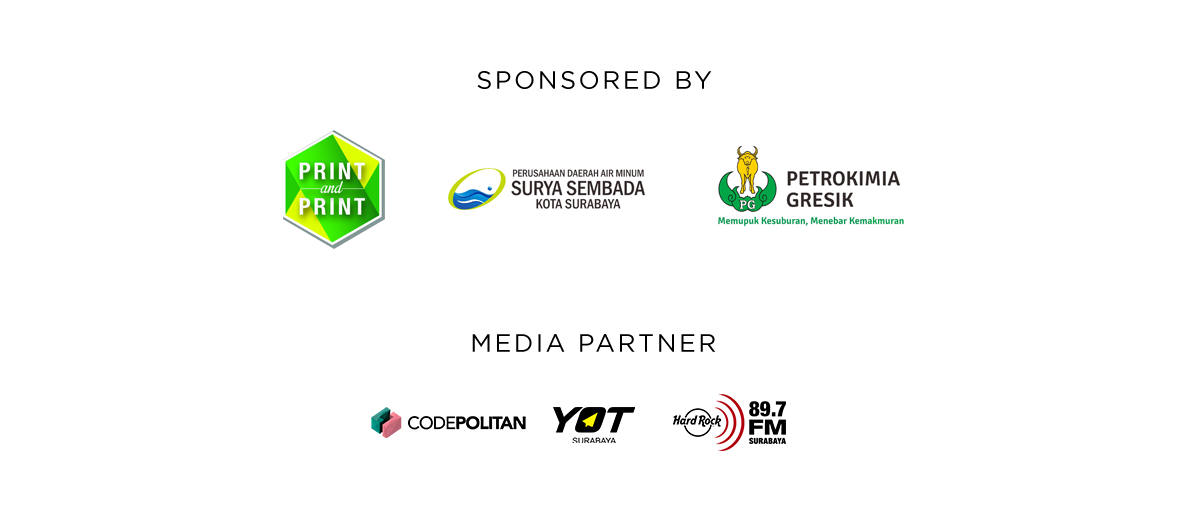 SPONSORED BY
PRINT
and
PRINT
PERUSAHAAN DAERAH AIR MINUM
SURYA SEMBADA
KOTA SURABAYA
PG
PETROKIMIA
GRESIK
Memupuk Kesuburan, Menebar Kemakmuran
MEDIA PARTNER
CODEPOLITAN
YOT
SURABAYA
Hard Rock
89.7
FM
SURABAYA